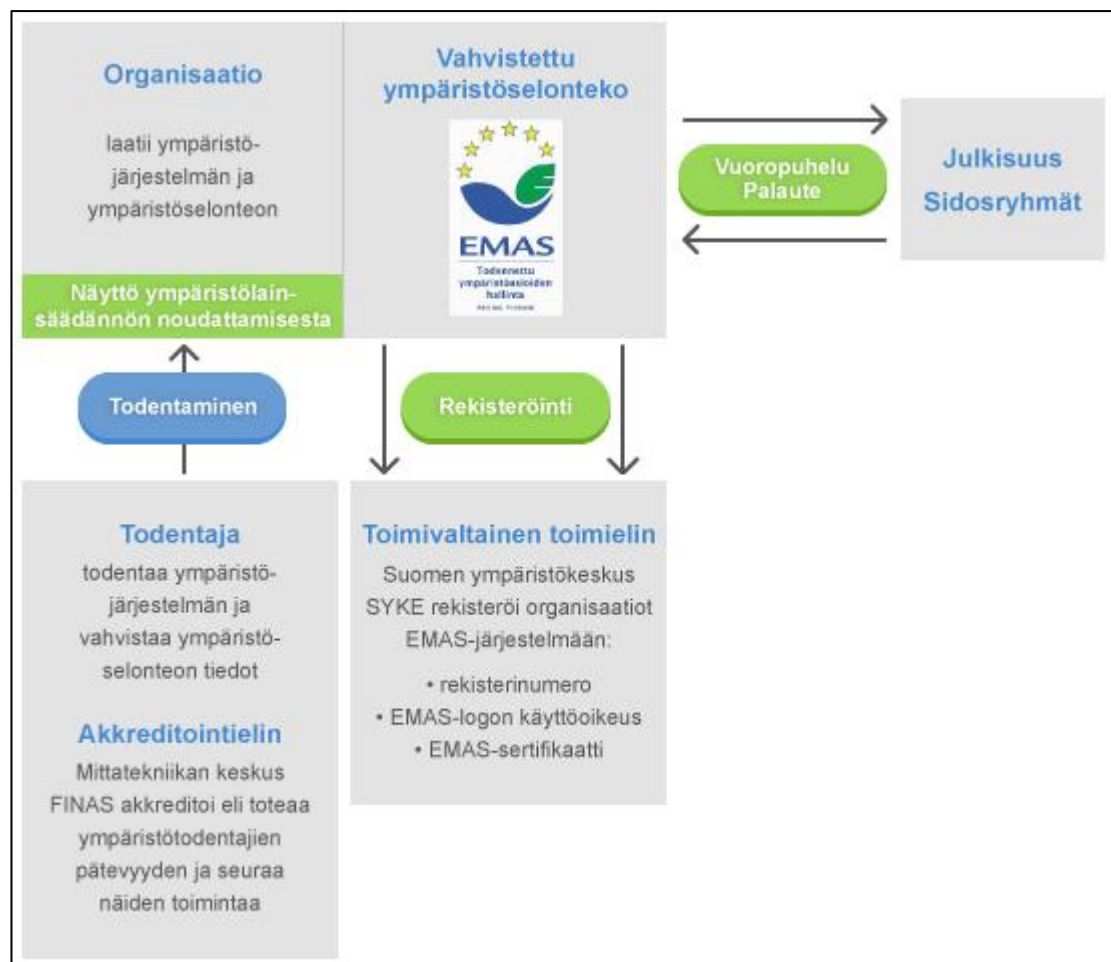 Organisaatio
laatii ympäristö-
järjestelmän ja
ympäristöselonteon
Näyttö ympäristölain-
säädännön noudattamisesta
Vahvistettu
ympäristöselonteko
EMAS
Todennettu
ympäristöasioiden
hallinta
Vuoropuhelu
Palaute
Julkisuus
Sidosryhmät
Todentaminen
Rekisteröinti
Todentaja
todentaa ympäristö-
järjestelmän ja
vahvistaa ympäristö-
selonteon tiedot
Akkreditointielin
Mittatekniikan keskus
FINAS akkreditoi eli toteaa
ympäristötodentajien
pätevyyden ja seuraa
näiden toimintaa
Toimivaltainen toimielin
Suomen ympäristökeskus
SYKE rekisteröi organisaatiot
EMAS-järjestelmään:
• rekisterinumero
• EMAS-logon käyttöoikeus
• EMAS-sertifikaatti